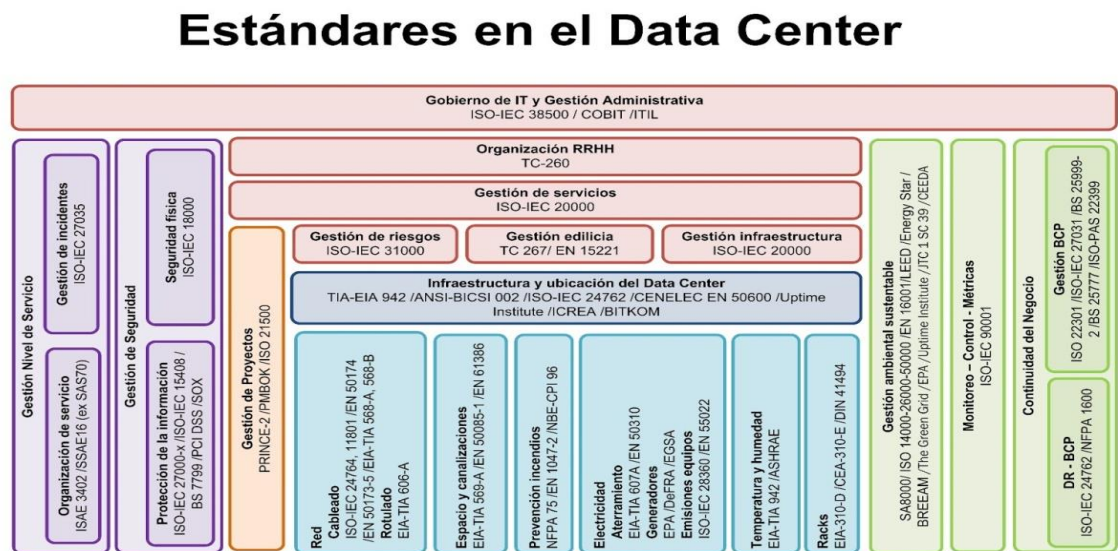 Estándares en el Data Center
Gobierno de IT y Gestión Administrativa
ISO-IEC 38500 / COBIT /ITIL
Gestión Nivel de Servicio
Gestión de incidentes
ISO-IEC 27035
Organización de servicio
ISAE 3402 /SSAE16 (ex SAS70)
Gestión de Seguridad
Seguridad física
ISO-IEC 18000
Protección de la información
ISO-IEC 27000-x /ISO-IEC 15408 /
BS 7799 /PCI DSS /SOX
Organización RRHH
TC-260
Gestión de servicios
ISO-IEC 20000
Gestión de Proyectos
PRINCE-2 /PMBOK /ISO 21500
Gestión de riesgos
ISO-IEC 31000
Gestión edilicia
TC 267/ EN 15221
Gestión infraestructura
ISO-IEC 20000
Infraestructura y ubicación del Data Center
TIA-EIA 942 /ANSI-BICSI 002 /ISO-IEC 24762 /CENELEC EN 50600 /Uptime
Institute /ICREA /BITKOM
Red
Cableado
ISO-IEC 24764, 11801 /EN 50174
/EN 50173-5 /EIA-TIA 568-A, 568-B
Rotulado
EIA-TIA 606-A
Espacio y canalizaciones
EIA-TIA 569-A /EN 50085-1 /EN 61386
Prevención incendios
NFPA 75 /EN 1047-2 /NBE-CPI 96
Electricidad
Aterramiento
EIA-TIA 607A /EN 50310
Generadores
EPA /DeFRA /EGSA
Emisiones equipos
ISO-IEC 28360 /EN 55022
Temperatura y humedad
EIA-TIA 942 /ASHRAE
Racks
EIA-310-D /CEA-310-E /DIN 41494
Gestión ambiental sustentable
SA8000/ ISO 14000-26000-50000 /EN 16001/LEED /Energy Star /
BREEAM /The Green Grid / EPA / Uptime Institute / JTC 1 SC 39 /CEEDA
Monitoreo – Control - Métricas
ISO-IEC 90001
Continuidad del Negocio
Gestión BCP
ISO 22301 /ISO-IEC 27031 /BS 25999-
2 /BS 25777 /ISO-PAS 22399
DR - BCP
ISO-IEC 24762 /NFPA 1600